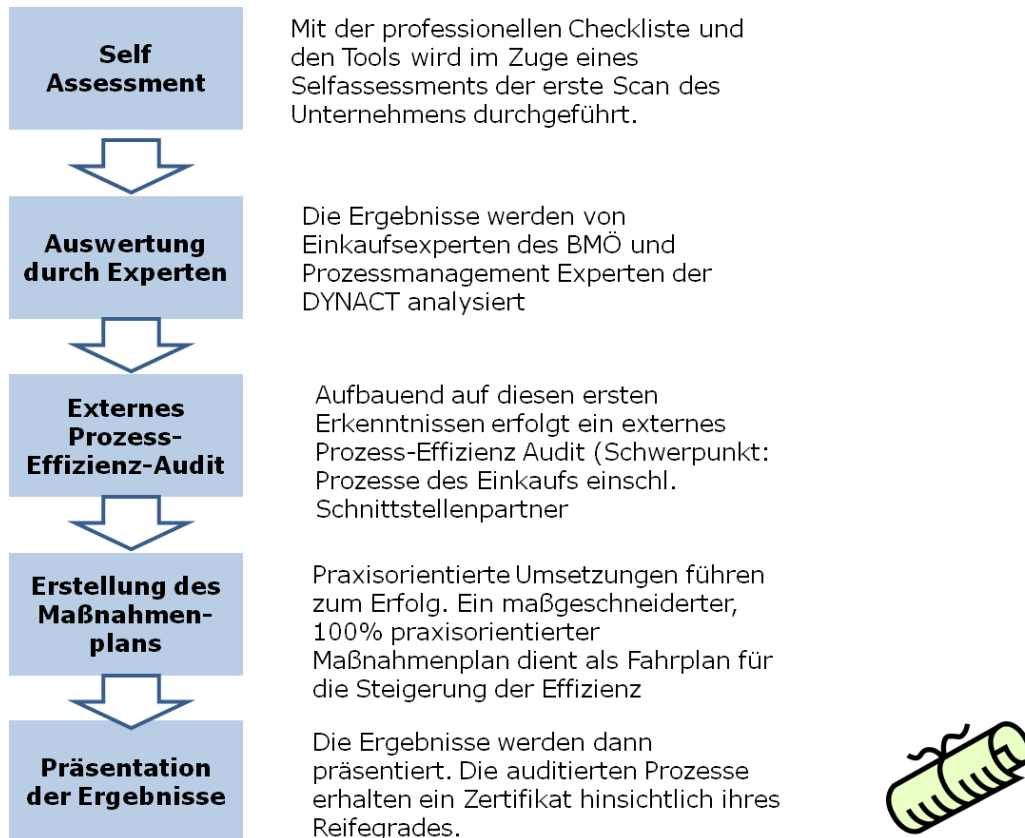 Self
Assessment
Mit der professionellen Checkliste und
den Tools wird im Zuge eines
Selfassessments der erste Scan des
Unternehmens durchgeführt.
Auswertung
durch Experten
Die Ergebnisse werden von
Einkaufsexperten des BMÖ und
Prozessmanagement Experten der
DYNACT analysiert
Externes
Prozess-
Effizienz-Audit
Aufbauend auf diesen ersten
Erkenntnissen erfolgt ein externes
Prozess-Effizienz Audit (Schwerpunkt:
Prozesse des Einkaufs einschl.
Schnittstellenpartner
Erstellung des
Maßnahmen-
plans
Praxisorientierte Umsetzungen führen
zum Erfolg. Ein maßgeschneiderter,
100% praxisorientierter
Maßnahmenplan dient als Fahrplan für
die Steigerung der Effizienz
Präsentation
der Ergebnisse
Die Ergebnisse werden dann
präsentiert. Die auditierten Prozesse
erhalten ein Zertifikat hinsichtlich ihres
Reifegrades.